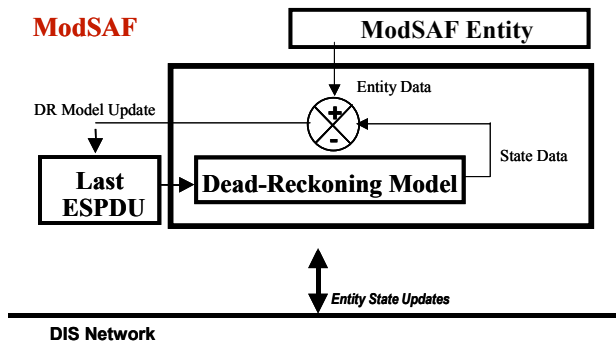 ModSAF
ModSAF Entity
Entity Data
DR Model Update
+
-
State Data
Last
ESPDU
Dead-Reckoning Model
Entity State Updates
DIS Network